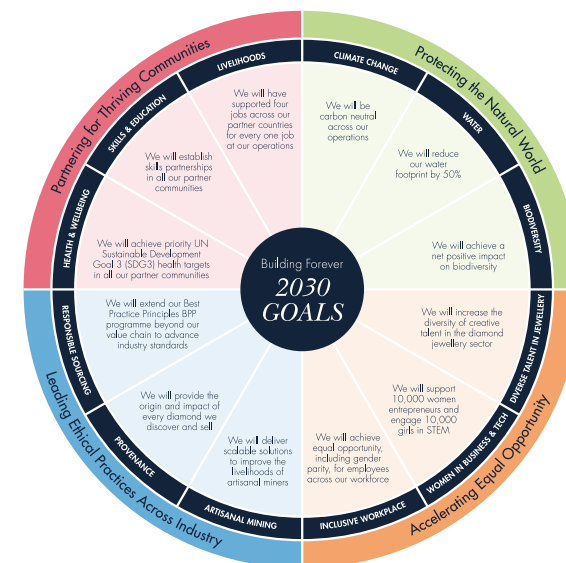 Building Forever
2030
GOALS
Partnering for Thriving Communities
LIVELIHOODS
We will have
supported four
jobs across our
partner countries
for every one job
at our operations
SKILLS & EDUCATION
We will establish
skills partnerships
in all our partner
communities
HEALTH & WELLBEING
We will achieve priority UN
Sustainable Development
Goal 3 (SDG3) health targets
in all our partner communities
Protecting the Natural World
CLIMATE CHANGE
We will be
carbon neutral
across our
operations
WATER
We will reduce
our water
footprint by 50%
BIODIVERSITY
We will achieve a
net positive impact
on biodiversity
Accelerating Equal Opportunity
DIVERSE TALENT IN JEWELLERY
We will increase the
diversity of creative
talent in the diamond
jewellery sector
WOMEN IN BUSINESS & TECH
We will support
10,000 women
entrepreneurs and
engage 10,000
girls in STEM
INCLUSIVE WORKPLACE
We will achieve
equal opportunity,
including gender
parity, for employees
across our workforce
Leading Ethical Practices Across Industry
RESPONSIBLE SOURCING
We will extend our Best
Practice Principles BPP
programme beyond our
value chain to advance
industry standards
PROVENANCE
We will provide the
origin and impact of
every diamond we
discover and sell
ARTISANAL MINING
We will deliver
scalable solutions
to improve the
livelihoods of
artisanal miners